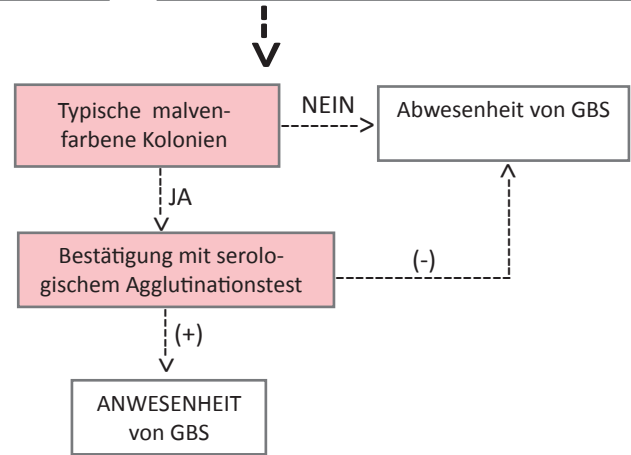 Typische malven-
farbene Kolonien
NEIN
Abwesenheit von GBS
JA
Bestätigung mit serolo-
gischem Agglutinationstest
(-)
(+)
ANWESENHEIT
von GBS